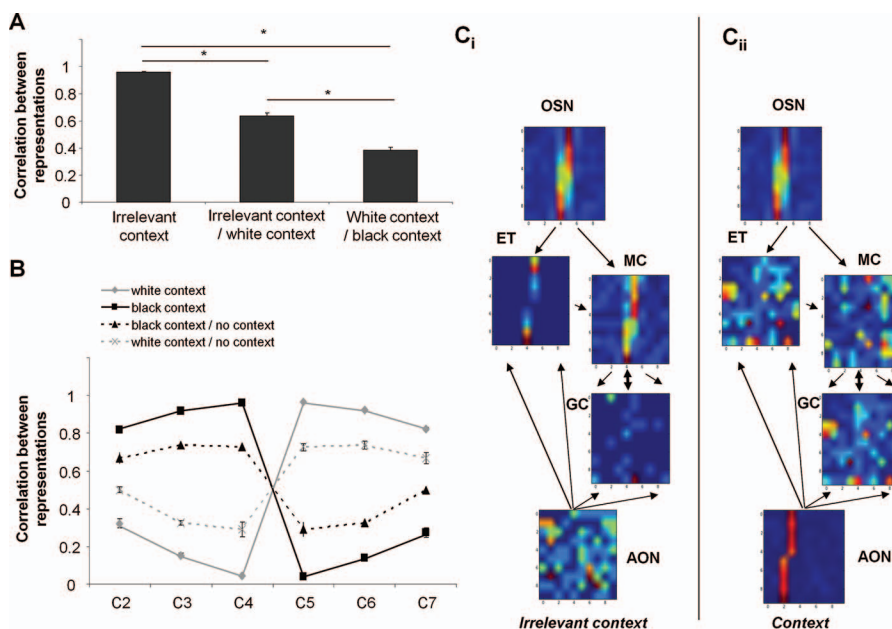 A
Correlation between
representations
1
0.8
0.6
0.4
0.2
0
*
*
*
Irrelevant
context
Irrelevant context
/ white context
White context
/ black context
B
white context
black context
black context / no context
white context / no context
Correlation between
representations
1
0.8
0.6
0.4
0.2
0
C2 C3 C4 C5 C6 C7
Ci
OSN
ET
MC
GC
AON
Irrelevant context
Cii
OSN
ET
MC
GC
AON
Context